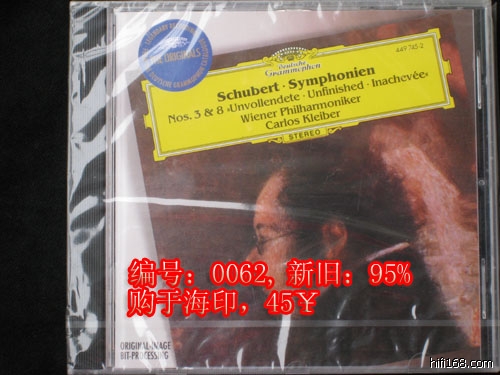 449 745-2
THE ORIGINALS
Deutsche
Grammophon
Schubert · Symphonien
Nos. 3 & 8 »Unvollendete · Unfinished · Inachevée«
Wiener Philharmoniker
Carlos Kleiber
STEREO
编号：0062，新旧：95%
购于海印，45￥
ORIGINAL-IMAGE
BIT-PROCESSING
hifi168.com